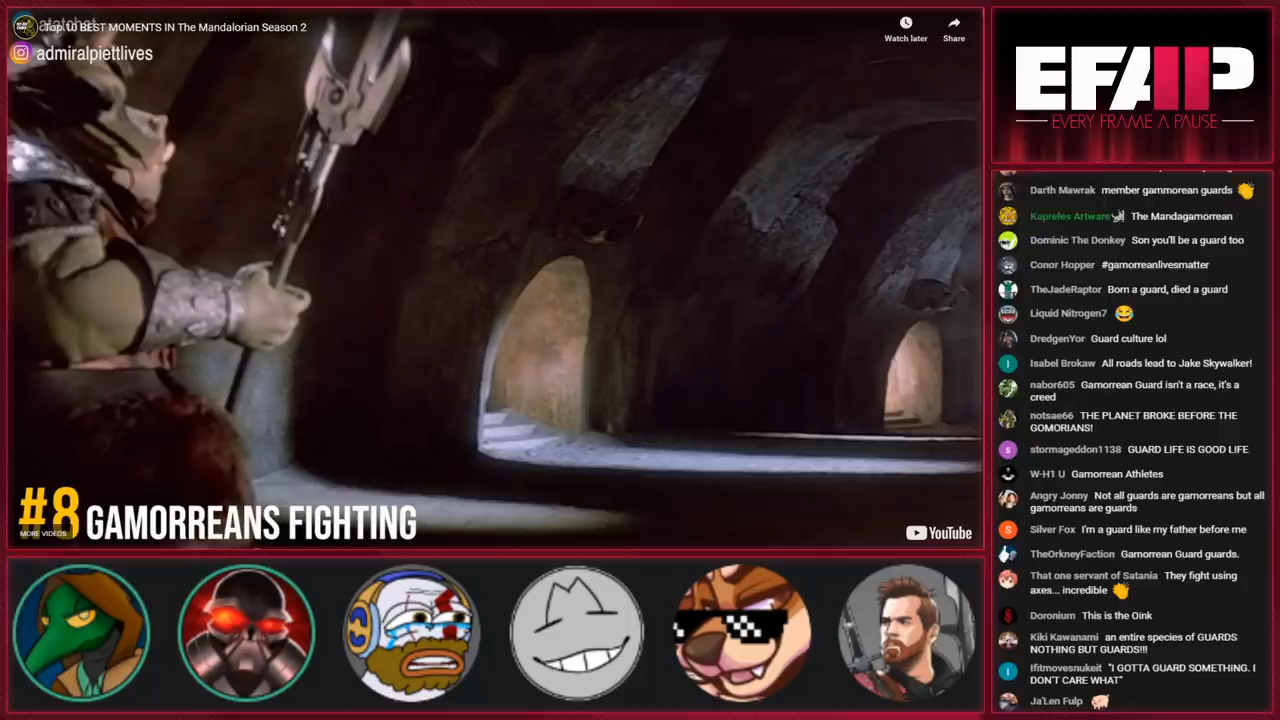 Top 10 BEST MOMENTS IN The Mandalorian Season 2
admiralpiettlives
Watch later
Share
#8 GAMORREANS FIGHTING
MORE VIDEOS
YouTube
EFAP
EVERY FRAME A PAUSE
Darth Mawrak member gammorean guards 👏
Kapreles Artware The Mandagamorrean
Dominic The Donkey Son you'll be a guard too
Conor Hopper #gamorreanlivesmatter
TheJadeRaptor Born a guard, died a guard
Liquid Nitrogen7 😂
DredgenYor Guard culture lol
I Isabel Brokaw All roads lead to Jake Skywalker!
nabor605 Gamorrean Guard isn't a race, it's a
creed
notsae66 THE PLANET BROKE BEFORE THE
GOMORIANS!
s stormageddon1138 GUARD LIFE IS GOOD LIFE
W-H1 U Gamorrean Athletes
Angry Jonny Not all guards are gamorreans but all
gamorreans are guards
S Silver Fox I'm a guard like my father before me
TheOrkneyFaction Gamorrean Guard guards.
That one servant of Satania They fight using
axes... incredible 👏
Doronium This is the Oink
Kiki Kawanami an entire species of GUARDS
NOTHING BUT GUARDS!!!
I Ifitmovesnukeit "I GOTTA GUARD SOMETHING. I
DON'T CARE WHAT"
Ja'Len Fulp 🐖